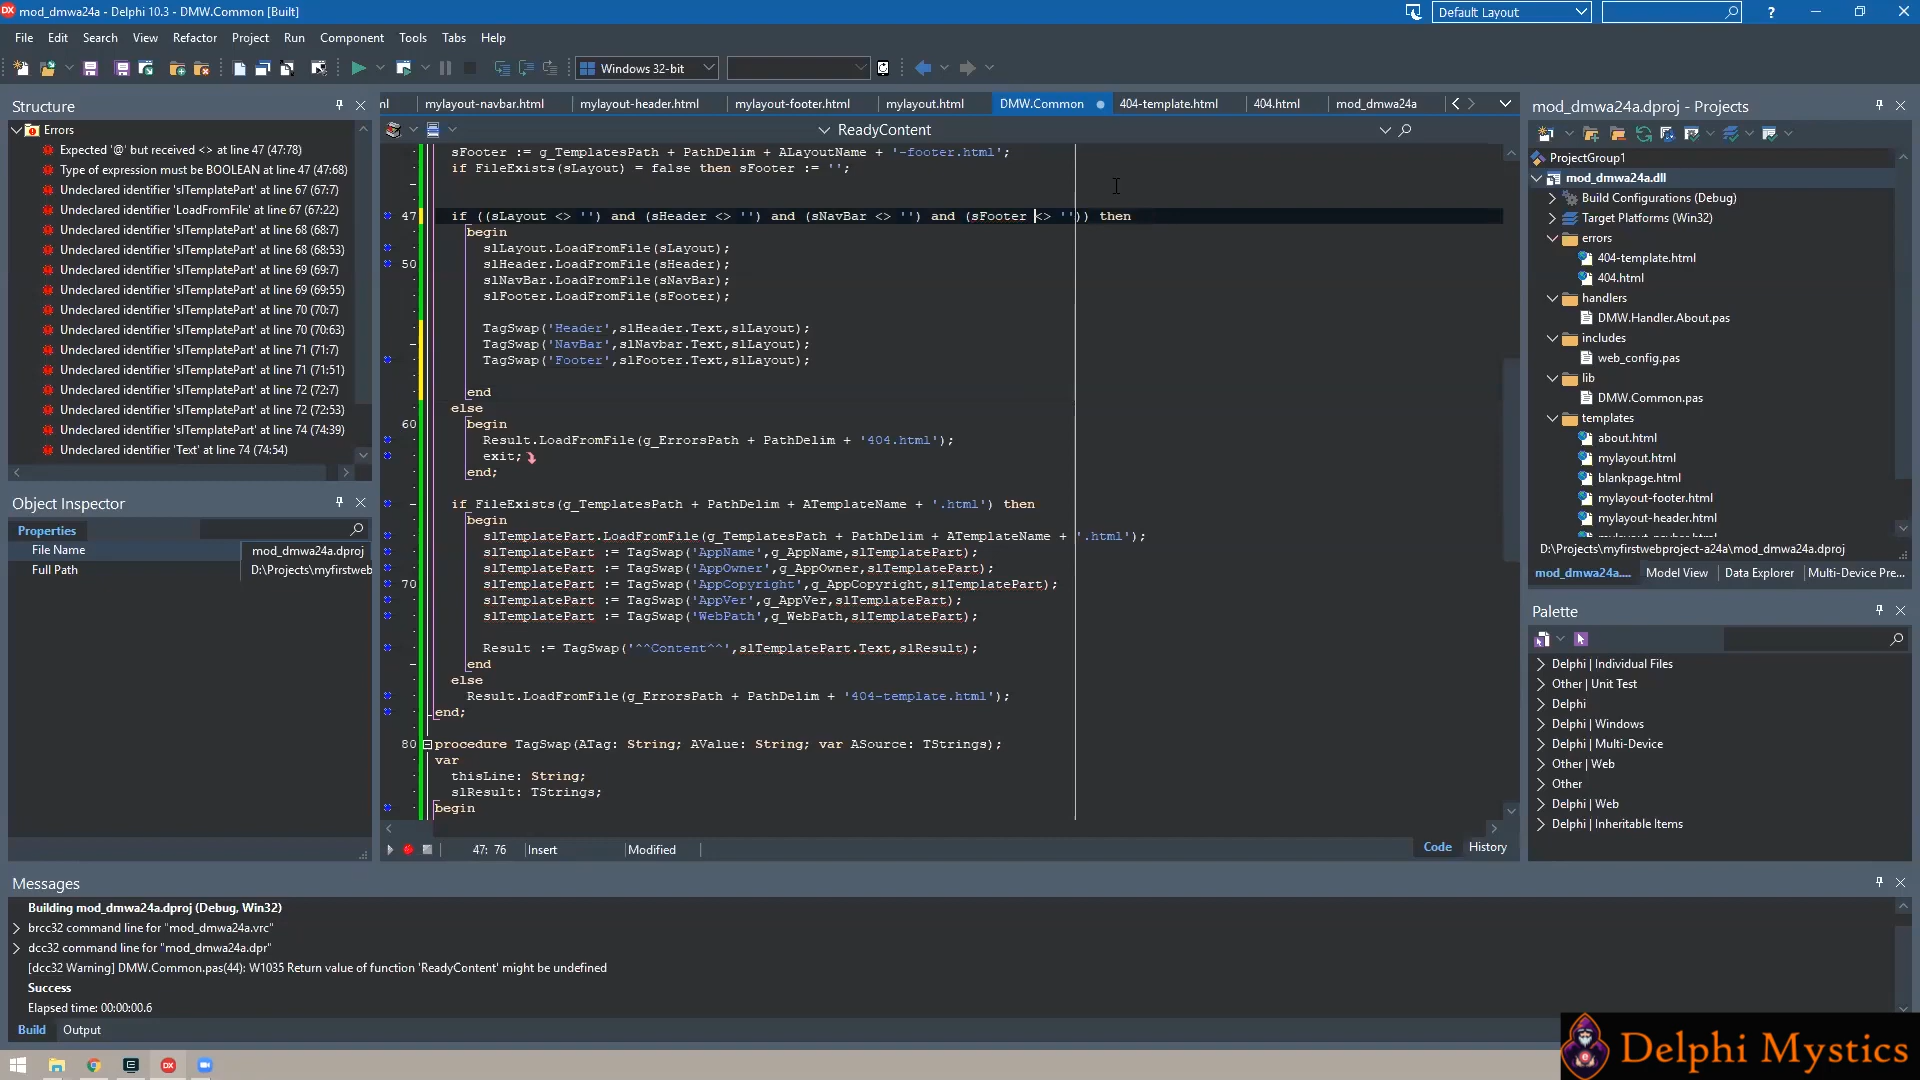 mod_dmwa24a - Delphi 10.3 - DMW.Common [Built]
Default Layout
File Edit Search View Refactor Project Run Component Tools Tabs Help
Windows 32-bit
Structure
Errors
Expected '@' but received <> at line 47 (47:78)
Type of expression must be BOOLEAN at line 47 (47:68)
Undeclared identifier 'slTemplatePart' at line 67 (67:7)
Undeclared identifier 'LoadFromFile' at line 67 (67:22)
Undeclared identifier 'slTemplatePart' at line 68 (68:7)
Undeclared identifier 'slTemplatePart' at line 68 (68:53)
Undeclared identifier 'slTemplatePart' at line 69 (69:7)
Undeclared identifier 'slTemplatePart' at line 69 (69:55)
Undeclared identifier 'slTemplatePart' at line 70 (70:7)
Undeclared identifier 'slTemplatePart' at line 70 (70:63)
Undeclared identifier 'slTemplatePart' at line 71 (71:7)
Undeclared identifier 'slTemplatePart' at line 71 (71:51)
Undeclared identifier 'slTemplatePart' at line 72 (72:7)
Undeclared identifier 'slTemplatePart' at line 72 (72:53)
Undeclared identifier 'slTemplatePart' at line 74 (74:39)
Undeclared identifier 'Text' at line 74 (74:54)
Object Inspector
Properties
File Name mod_dmwa24a.dproj
Full Path D:\Projects\myfirstweb
ml mylayout-navbar.html mylayout-header.html mylayout-footer.html mylayout.html DMW.Common 404-template.html 404.html mod_dmwa24a
ReadyContent
sFooter := g_TemplatesPath + PathDelim + ALayoutName + '-footer.html';
if FileExists(sLayout) = false then sFooter := '';
47 if ((sLayout <> '') and (sHeader <> '') and (sNavBar <> '') and (sFooter <> '')) then
begin
slLayout.LoadFromFile(sLayout);
50 slHeader.LoadFromFile(sHeader);
slNavBar.LoadFromFile(sNavBar);
slFooter.LoadFromFile(sFooter);
TagSwap('Header',slHeader.Text,slLayout);
TagSwap('NavBar',slNavbar.Text,slLayout);
TagSwap('Footer',slFooter.Text,slLayout);
end
else
60 begin
Result.LoadFromFile(g_ErrorsPath + PathDelim + '404.html');
exit;
end;
if FileExists(g_TemplatesPath + PathDelim + ATemplateName + '.html') then
begin
slTemplatePart.LoadFromFile(g_TemplatesPath + PathDelim + ATemplateName + '.html');
slTemplatePart := TagSwap('AppName',g_AppName,slTemplatePart);
slTemplatePart := TagSwap('AppOwner',g_AppOwner,slTemplatePart);
70 slTemplatePart := TagSwap('AppCopyright',g_AppCopyright,slTemplatePart);
slTemplatePart := TagSwap('AppVer',g_AppVer,slTemplatePart);
slTemplatePart := TagSwap('WebPath',g_WebPath,slTemplatePart);
Result := TagSwap('^^Content^^',slTemplatePart.Text,slResult);
end
else
Result.LoadFromFile(g_ErrorsPath + PathDelim + '404-template.html');
end;
80 procedure TagSwap(ATag: String; AValue: String; var ASource: TStrings);
var
thisLine: String;
slResult: TStrings;
begin
47: 76 Insert Modified
Code History
mod_dmwa24a.dproj - Projects
ProjectGroup1
mod_dmwa24a.dll
Build Configurations (Debug)
Target Platforms (Win32)
errors
404-template.html
404.html
handlers
DMW.Handler.About.pas
includes
web_config.pas
lib
DMW.Common.pas
templates
about.html
mylayout.html
blankpage.html
mylayout-footer.html
mylayout-header.html
D:\Projects\myfirstwebproject-a24a\mod_dmwa24a.dproj
mod_dmwa24a.... Model View Data Explorer Multi-Device Pre...
Palette
Delphi | Individual Files
Other | Unit Test
Delphi
Delphi | Windows
Delphi | Multi-Device
Other | Web
Other
Delphi | Web
Delphi | Inheritable Items
Messages
Building mod_dmwa24a.dproj (Debug, Win32)
brcc32 command line for "mod_dmwa24a.vrc"
dcc32 command line for "mod_dmwa24a.dpr"
[dcc32 Warning] DMW.Common.pas(44): W1035 Return value of function 'ReadyContent' might be undefined
Success
Elapsed time: 00:00:00.6
Build Output
Delphi Mystics